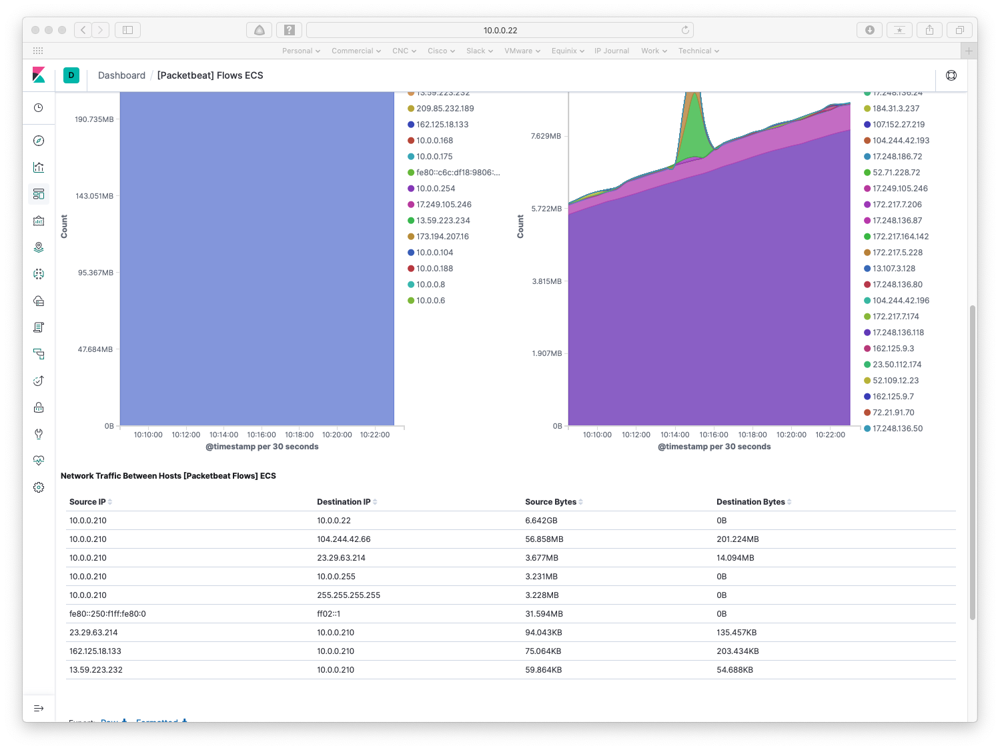 10.0.0.22
Personal Commercial CNC Cisco Slack VMware Equinix IP Journal Work Technical
D Dashboard / [Packetbeat] Flows ECS
190.735MB
143.051MB
95.367MB
47.684MB
0B
Count
10:10:00 10:12:00 10:14:00 10:16:00 10:18:00 10:20:00 10:22:00
@timestamp per 30 seconds
13.59.223.232
209.85.232.189
162.125.18.133
10.0.0.168
10.0.0.175
fe80::c6c:df18:9806:...
10.0.0.254
17.249.105.246
13.59.223.234
173.194.207.16
10.0.0.104
10.0.0.188
10.0.0.8
10.0.0.6
7.629MB
5.722MB
3.815MB
1.907MB
0B
Count
10:10:00 10:12:00 10:14:00 10:16:00 10:18:00 10:20:00 10:22:00
@timestamp per 30 seconds
17.248.136.24
184.31.3.237
107.152.27.219
104.244.42.193
17.248.186.72
52.71.228.72
17.249.105.246
172.217.7.206
17.248.136.87
172.217.164.142
172.217.5.228
13.107.3.128
17.248.136.80
104.244.42.196
172.217.7.174
17.248.136.118
162.125.9.3
23.50.112.174
52.109.12.23
162.125.9.7
72.21.91.70
17.248.136.50
Network Traffic Between Hosts [Packetbeat Flows] ECS
Source IP Destination IP Source Bytes Destination Bytes
10.0.0.210 10.0.0.22 6.642GB 0B
10.0.0.210 104.244.42.66 56.858MB 201.224MB
10.0.0.210 23.29.63.214 3.677MB 14.094MB
10.0.0.210 10.0.0.255 3.231MB 0B
10.0.0.210 255.255.255.255 3.228MB 0B
fe80::250:f1ff:fe80:0 ff02::1 31.594MB 0B
23.29.63.214 10.0.0.210 94.043KB 135.457KB
162.125.18.133 10.0.0.210 75.064KB 203.434KB
13.59.223.232 10.0.0.210 59.864KB 54.688KB
Export: Raw Formatted